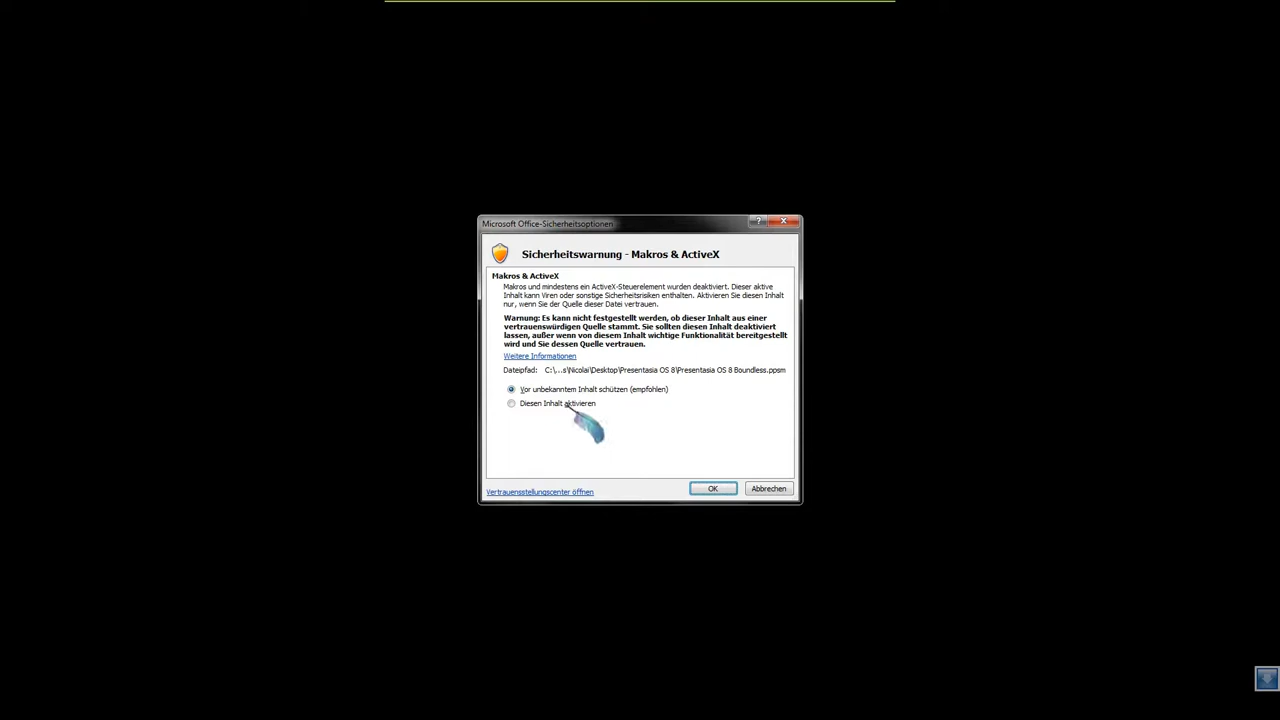 Microsoft Office-Sicherheitsoptionen
?
Sicherheitswarnung - Makros & ActiveX
Makros & ActiveX
Makros und mindestens ein ActiveX-Steuerelement wurden deaktiviert. Dieser aktive
Inhalt kann Viren oder sonstige Sicherheitsrisiken enthalten. Aktivieren Sie diesen Inhalt
nur, wenn Sie der Quelle dieser Datei vertrauen.
Warnung: Es kann nicht festgestellt werden, ob dieser Inhalt aus einer
vertrauenswürdigen Quelle stammt. Sie sollten diesen Inhalt deaktiviert
lassen, außer wenn von diesem Inhalt wichtige Funktionalität bereitgestellt
wird und Sie dessen Quelle vertrauen.
Weitere Informationen
Dateipfad: C:\...s\Nicolai\Desktop\Presentasia OS 8\Presentasia OS 8 Boundless.ppsm
Vor unbekanntem Inhalt schützen (empfohlen)
Diesen Inhalt aktivieren
Vertrauensstellungscenter öffnen
OK
Abbrechen